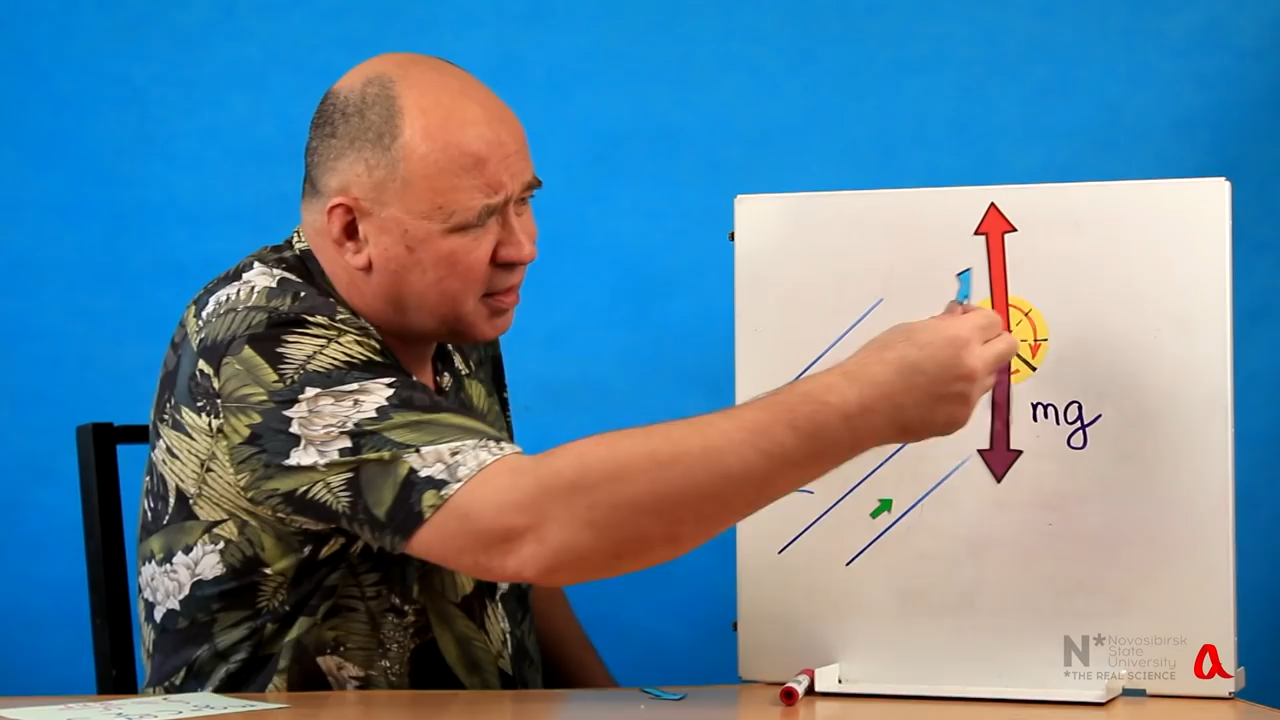 mg
N*
Novosibirsk
State
University
*THE REAL SCIENCE
a